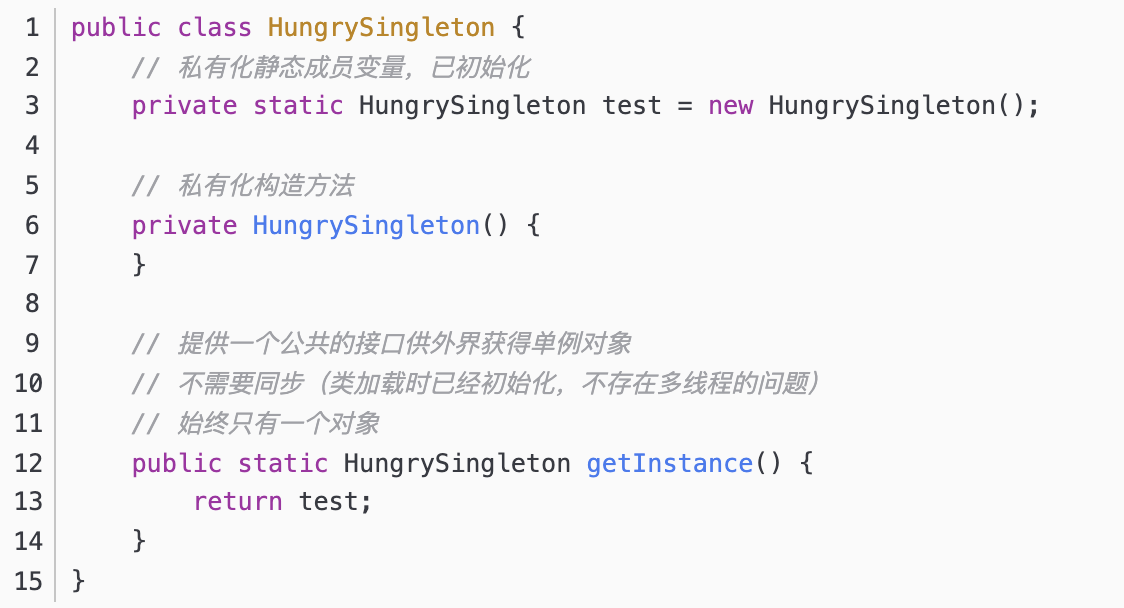 1 public class HungrySingleton {
2 // 私有化静态成员变量，已初始化
3 private static HungrySingleton test = new HungrySingleton();
4
5 // 私有化构造方法
6 private HungrySingleton() {
7 }
8
9 // 提供一个公共的接口供外界获得单例对象
10 // 不需要同步（类加载时已经初始化，不存在多线程的问题）
11 // 始终只有一个对象
12 public static HungrySingleton getInstance() {
13 return test;
14 }
15 }